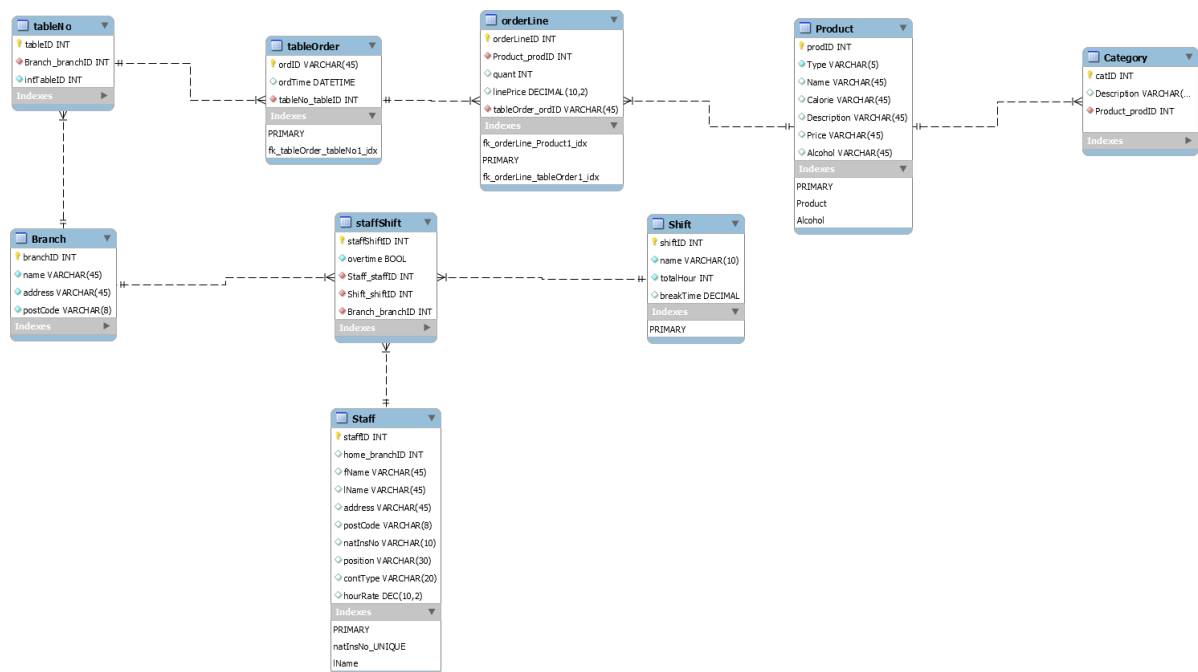 tableNo
tableID INT
Branch_branchID INT
intTableID INT
Indexes
tableOrder
ordID VARCHAR(45)
ordTime DATETIME
tableNo_tableID INT
Indexes
PRIMARY
fk_tableOrder_tableNo1_idx
orderLine
orderLineID INT
Product_prodID INT
quant INT
linePrice DECIMAL (10,2)
tableOrder_ordID VARCHAR(45)
Indexes
fk_orderLine_Product1_idx
PRIMARY
fk_orderLine_tableOrder1_idx
Product
prodID INT
Type VARCHAR(5)
Name VARCHAR(45)
Calorie VARCHAR(45)
Description VARCHAR(45)
Price VARCHAR(45)
Alcohol VARCHAR(45)
Indexes
PRIMARY
Product
Alcohol
Category
catID INT
Description VARCHAR(...
Product_prodID INT
Indexes
Branch
branchID INT
name VARCHAR(45)
address VARCHAR(45)
postCode VARCHAR(8)
Indexes
staffShift
staffShiftID INT
overtime BOOL
Staff_staffID INT
Shift_shiftID INT
Branch_branchID INT
Indexes
Shift
shiftID INT
name VARCHAR(10)
totalHour INT
breakTime DECIMAL
Indexes
PRIMARY
Staff
staffID INT
home_branchID INT
fName VARCHAR(45)
lName VARCHAR(45)
address VARCHAR(45)
postCode VARCHAR(8)
natInsNo VARCHAR(10)
position VARCHAR(30)
contType VARCHAR(20)
hourRate DEC(10,2)
Indexes
PRIMARY
natInsNo_UNIQUE
lName